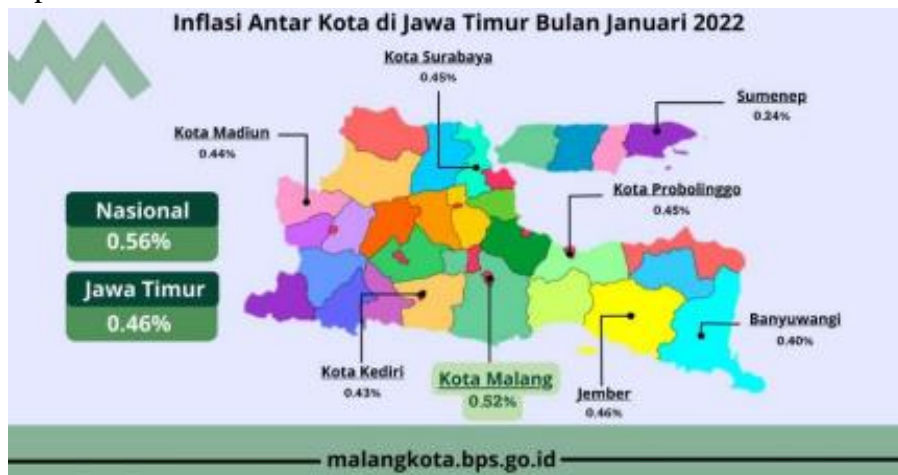 Inflasi Antar Kota di Jawa Timur Bulan Januari 2022
Kota Surabaya
0.45%
Sumenep
0.24%
Kota Madiun
0.44%
Kota Probolinggo
0.45%
Nasional
0.56%
Jawa Timur
0.46%
Banyuwangi
0.40%
Kota Kediri
0.43%
Kota Malang
0.52%
Jember
0.46%
malangkota.bps.go.id